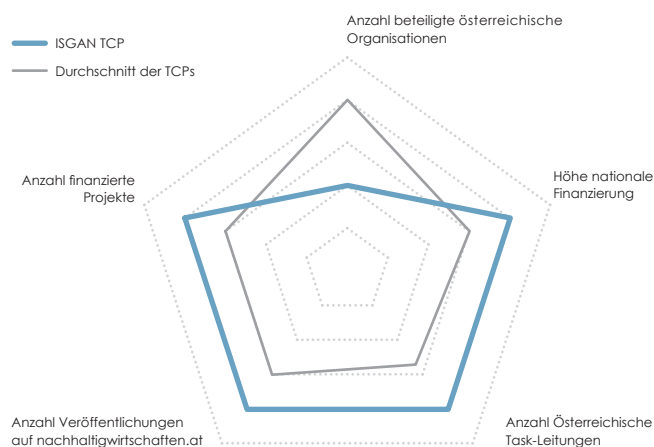 Anzahl beteiligte österreichische
Organisationen
ISGAN TCP
Durchschnitt der TCPs
Anzahl finanzierte
Projekte
Höhe nationale
Finanzierung
Anzahl Veröffentlichungen
auf nachhaltigwirtschaften.at
Anzahl Österreichische
Task-Leitungen